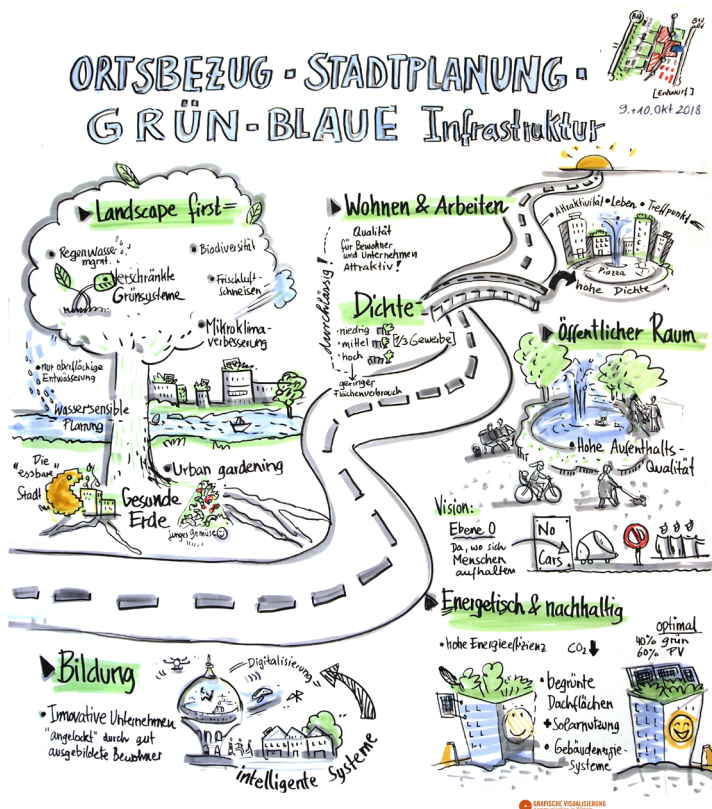 ORTSBEZUG · STADTPLANUNG ·
GRÜN-BLAUE Infrastruktur
[Entwurf]
9.+10.Okt 2018
Landscape first=
Regenwasser
mgmt.
Biodiversität
Verschränkte
Grünsysteme
Frischluft-
schneisen
Mikroklima-
verbesserung
nur oberflächige
Entwässerung
Wassersensible
Planung
Die
"essbare"
Stadt
Gesunde
Erde
Urban gardening
junges Gemüse
Wohnen & Arbeiten
Qualität
für Bewohner
und Unternehmen
Attraktiv!
durchlässig!
Dichte
· niedrig
· mittel
· hoch
[2/3 Geweibe]
geringer
Flächenverbrauch
· Attraktivität · Leben · Treffpunkt
Piazza
hohe Dichte
Öffentlicher Raum
· Hohe Aufenthalts-
Qualität
Vision:
Ebene 0
Da, wo sich
Menschen
aufhalten
No
Cars
Energetisch & nachhaltig
· hohe Energieeffizienz
CO2
optimal
40% grün
60% PV
· begrünte
Dachflächen
+ Solarnutzung
· Gebäudenergie-
Systeme
Bildung
· Innovative Unternehmen
"angelockt" durch gut
ausgebildete Bewohner
Digitalisierung
intelligente Systeme
GRAFISCHE VISUALISIERUNG